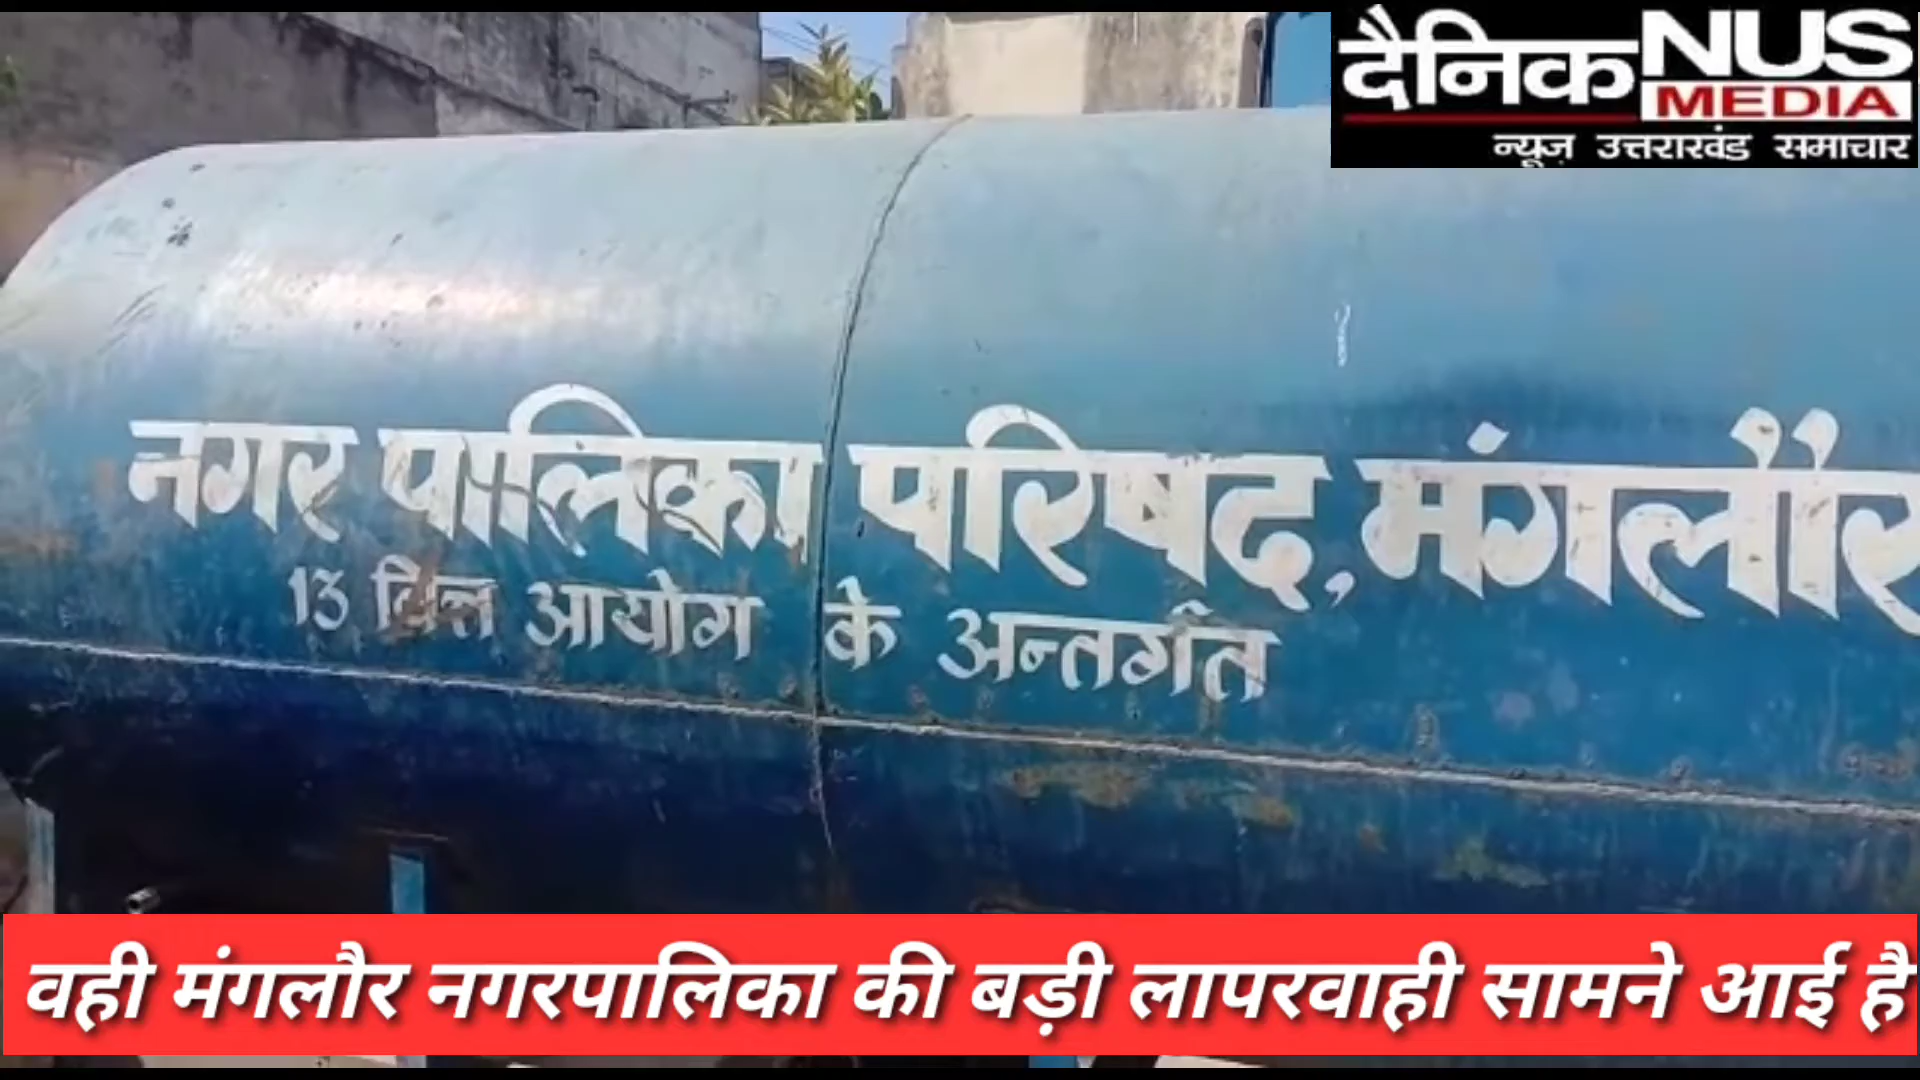 दैनिक NUS
MEDIA
न्यूज़ उत्तराखंड समाचार
नगर पालिका परिषद, मंगलौर
13 वित्त आयोग के अन्तर्गत
वही मंगलौर नगरपालिका की बड़ी लापरवाही सामने आई है